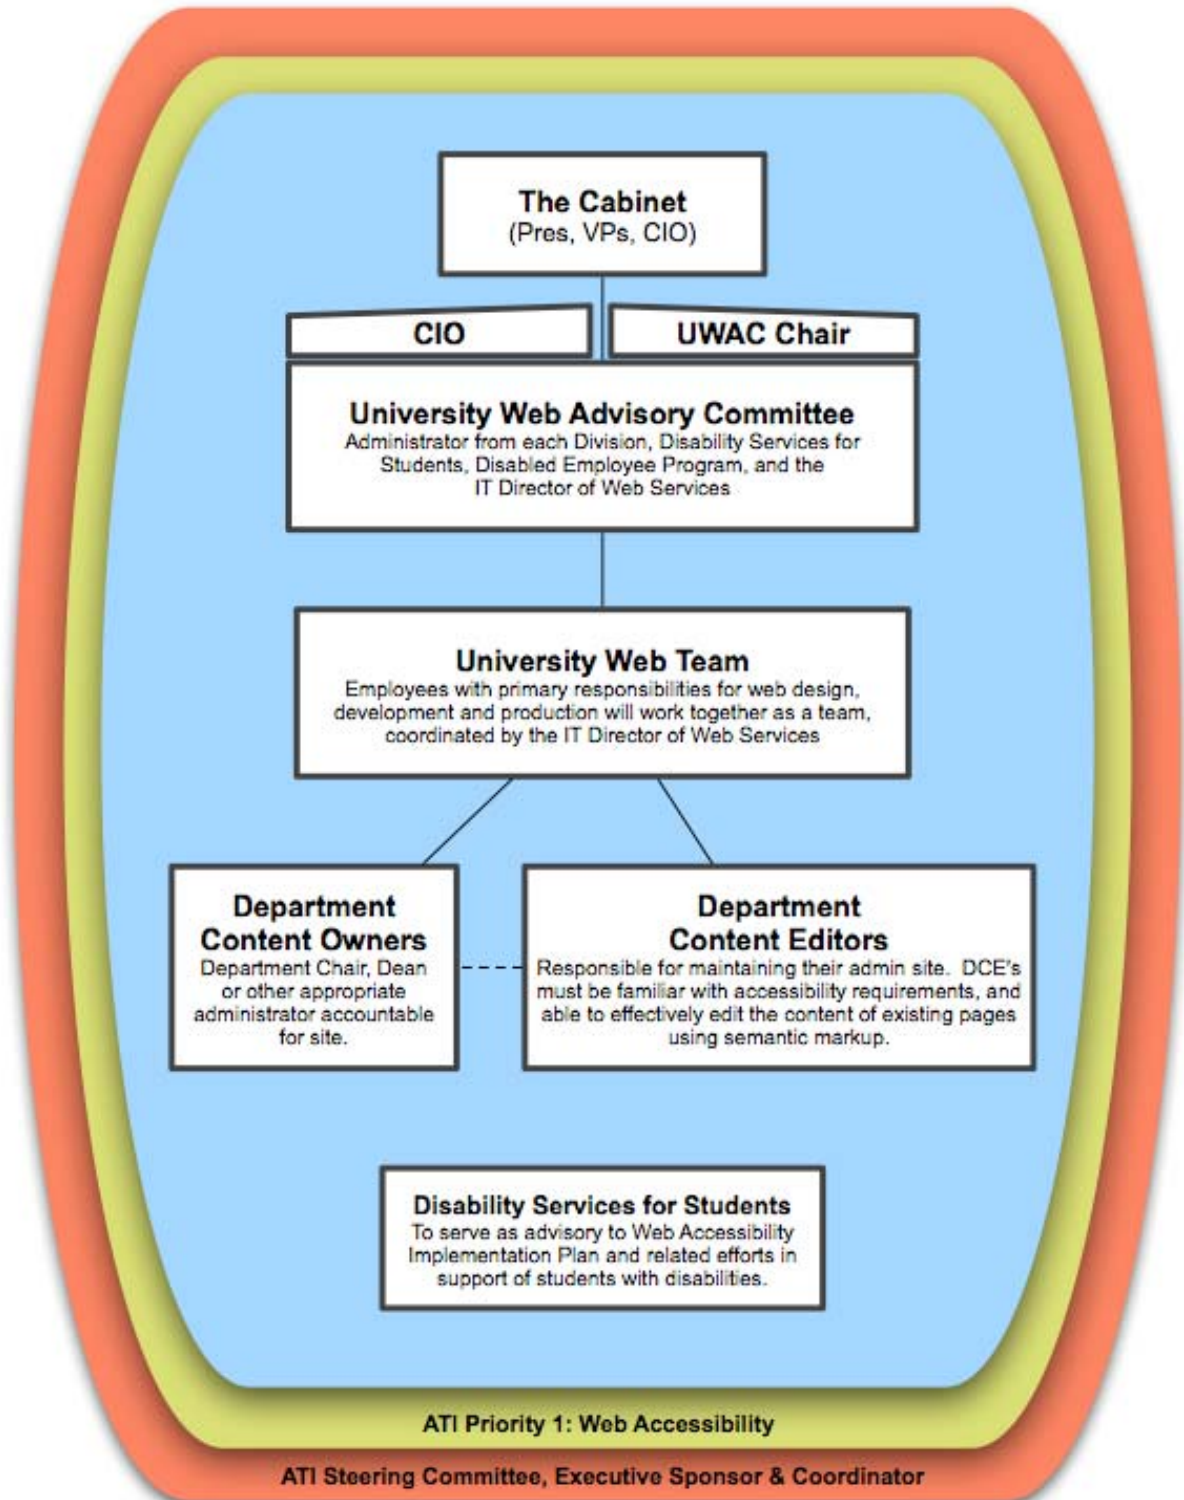 The Cabinet
(Pres, VPs, CIO)
CIO
UWAC Chair
University Web Advisory Committee
Administrator from each Division, Disability Services for
Students, Disabled Employee Program, and the
IT Director of Web Services
University Web Team
Employees with primary responsibilities for web design,
development and production will work together as a team,
coordinated by the IT Director of Web Services
Department
Content Owners
Department Chair, Dean
or other appropriate
administrator accountable
for site.
Department
Content Editors
Responsible for maintaining their admin site.  DCE's
must be familiar with accessibility requirements, and
able to effectively edit the content of existing pages
using semantic markup.
Disability Services for Students
To serve as advisory to Web Accessibility
Implementation Plan and related efforts in
support of students with disabilities.
ATI Priority 1: Web Accessibility
ATI Steering Committee, Executive Sponsor & Coordinator